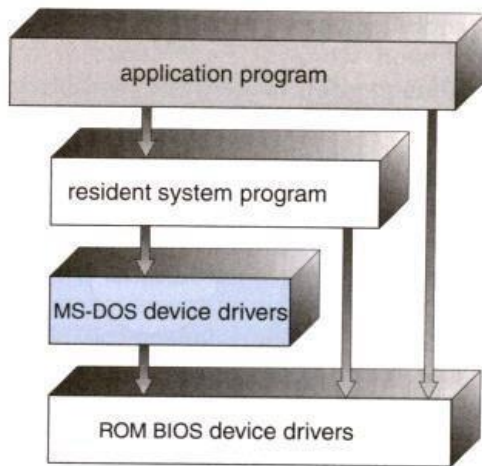 application program
resident system program
MS-DOS device drivers
ROM BIOS device drivers